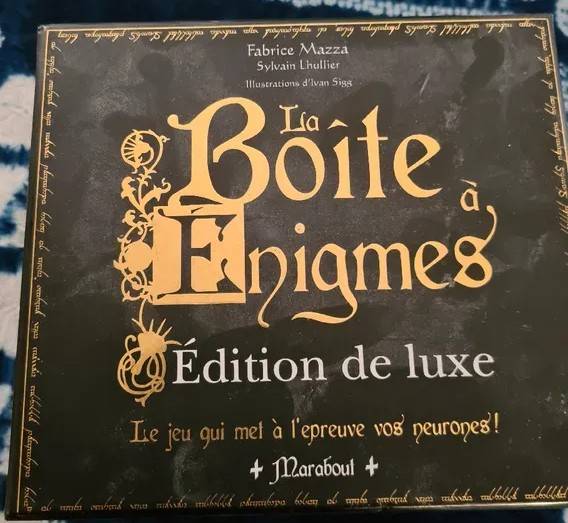 Fabrice Mazza
Sylvain Lhullier
Illustrations d'Ivan Sigg
La
Boîte
à
Enigmes
Édition de luxe
Le jeu qui met à l'epreuve vos neurones!
+ Marabout +